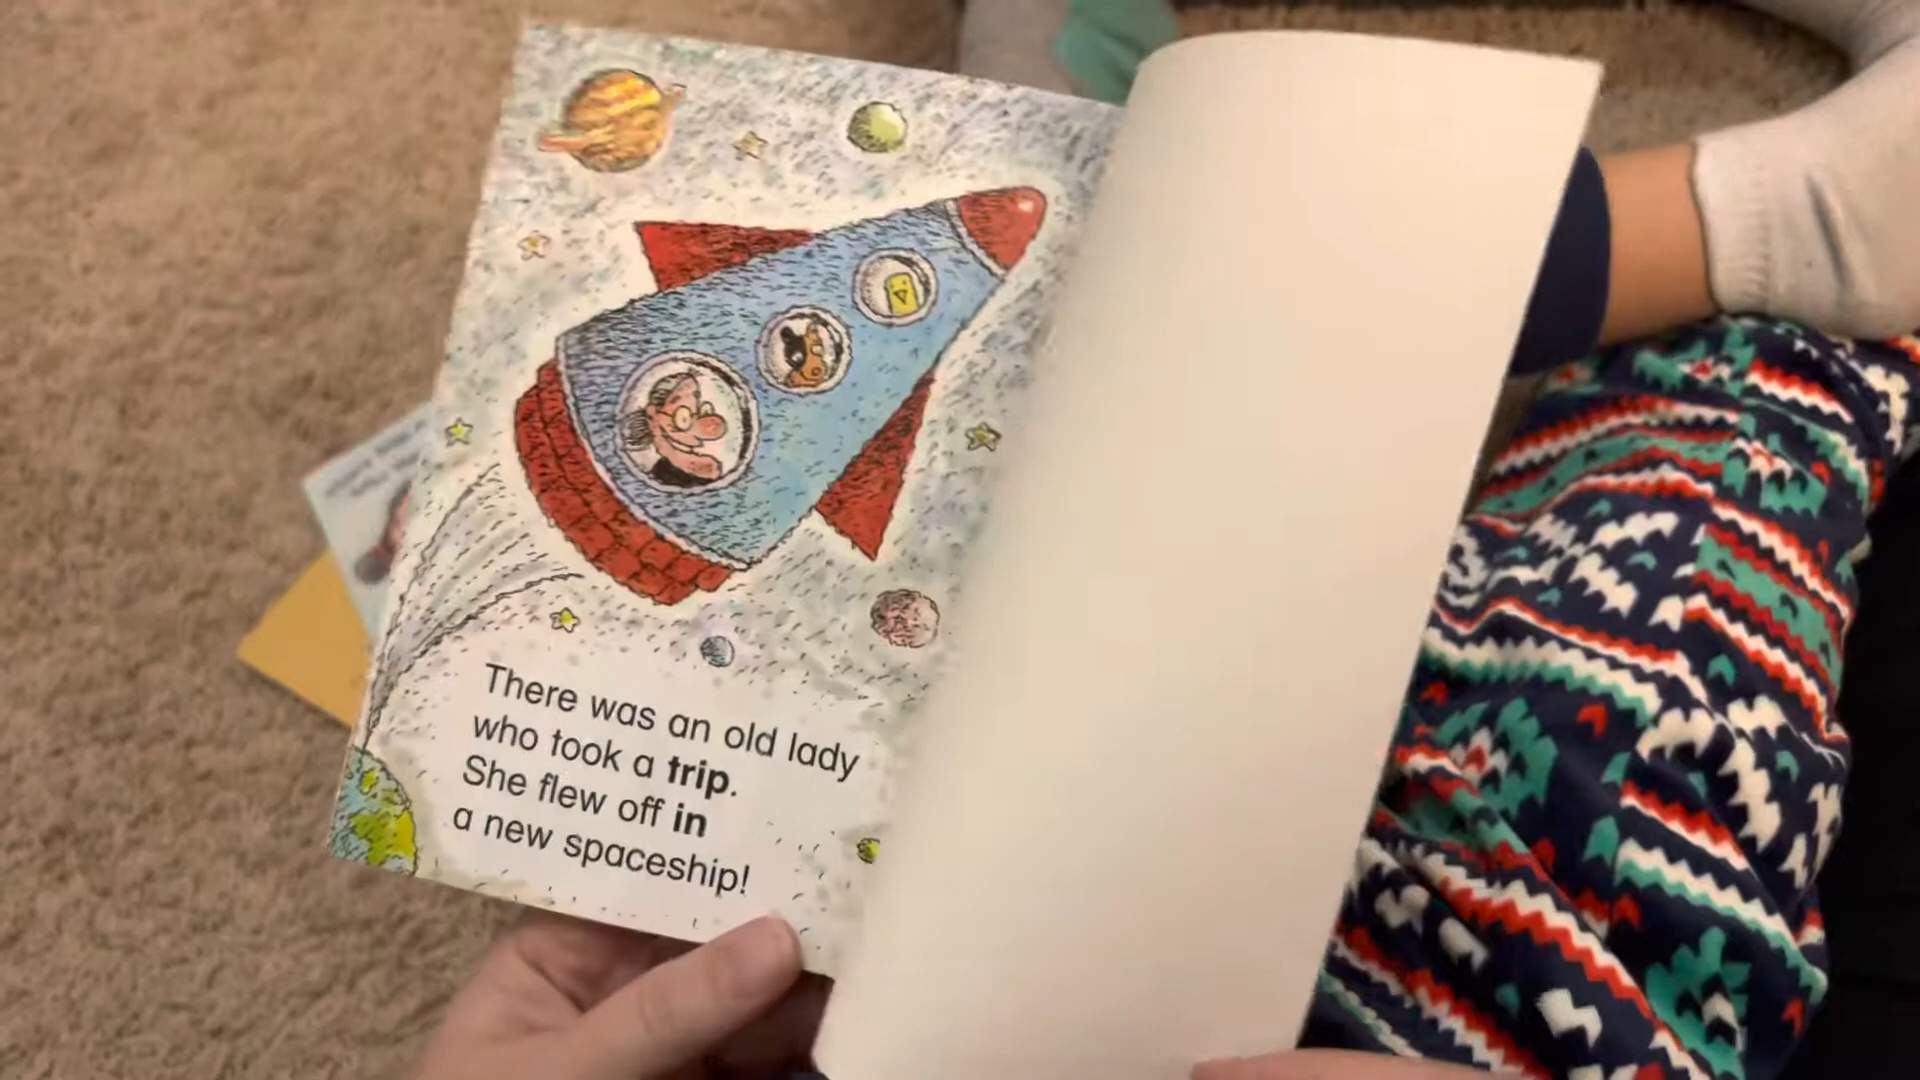 There was an old lady
who took a trip.
She flew off in
a new spaceship!